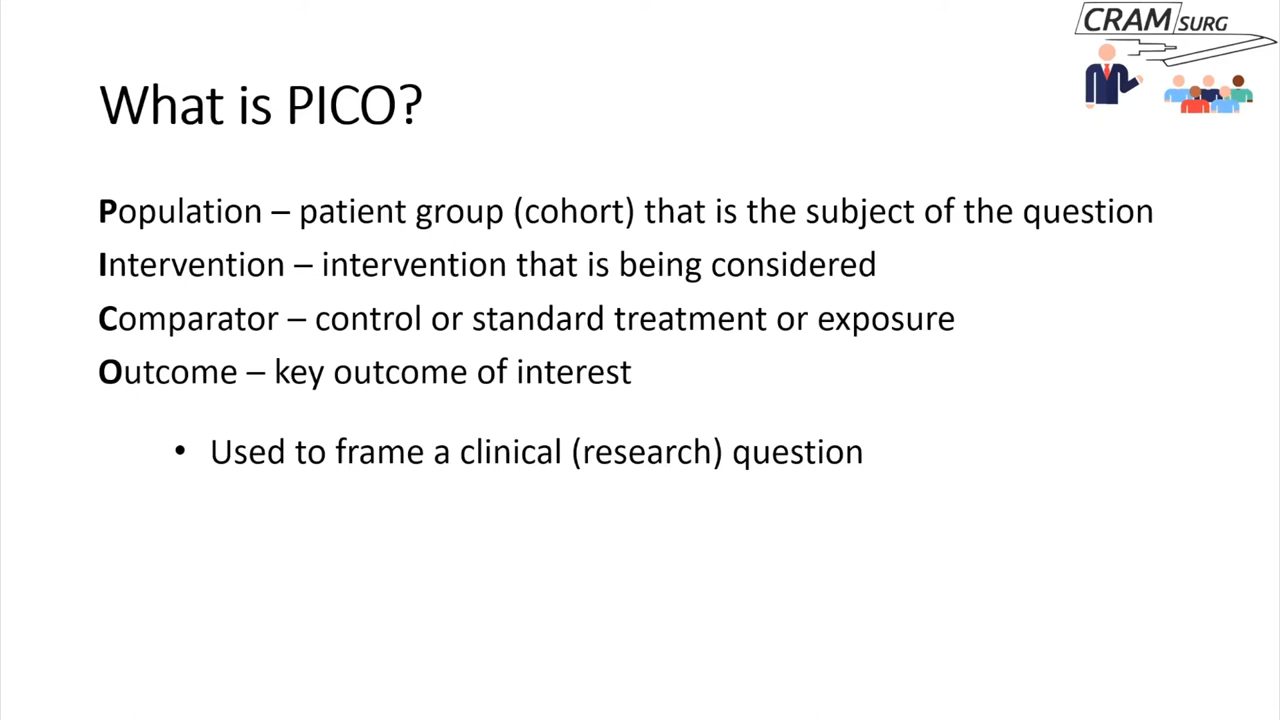 CRAM SURG
What is PICO?
Population – patient group (cohort) that is the subject of the question
Intervention – intervention that is being considered
Comparator – control or standard treatment or exposure
Outcome – key outcome of interest
• Used to frame a clinical (research) question